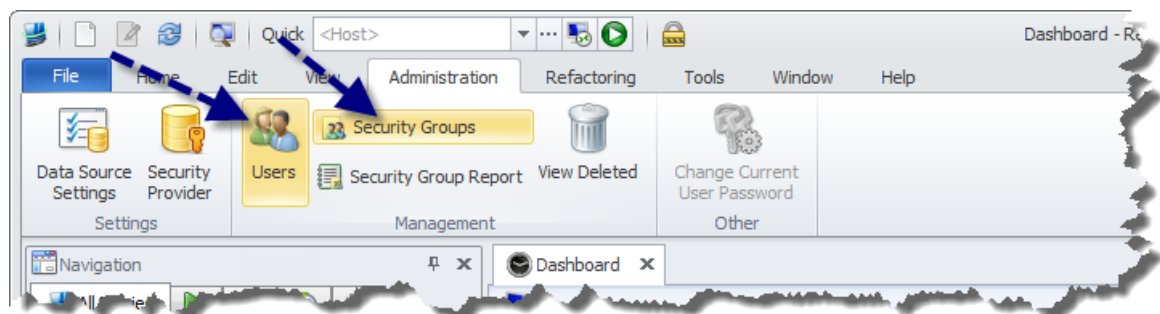 Quick <Host> Dashboard - R
File Home Edit View Administration Refactoring Tools Window Help
Data Source Settings
Security Provider
Users
Security Groups
Security Group Report
View Deleted
Change Current
User Password
Settings Management Other
Navigation Dashboard
All